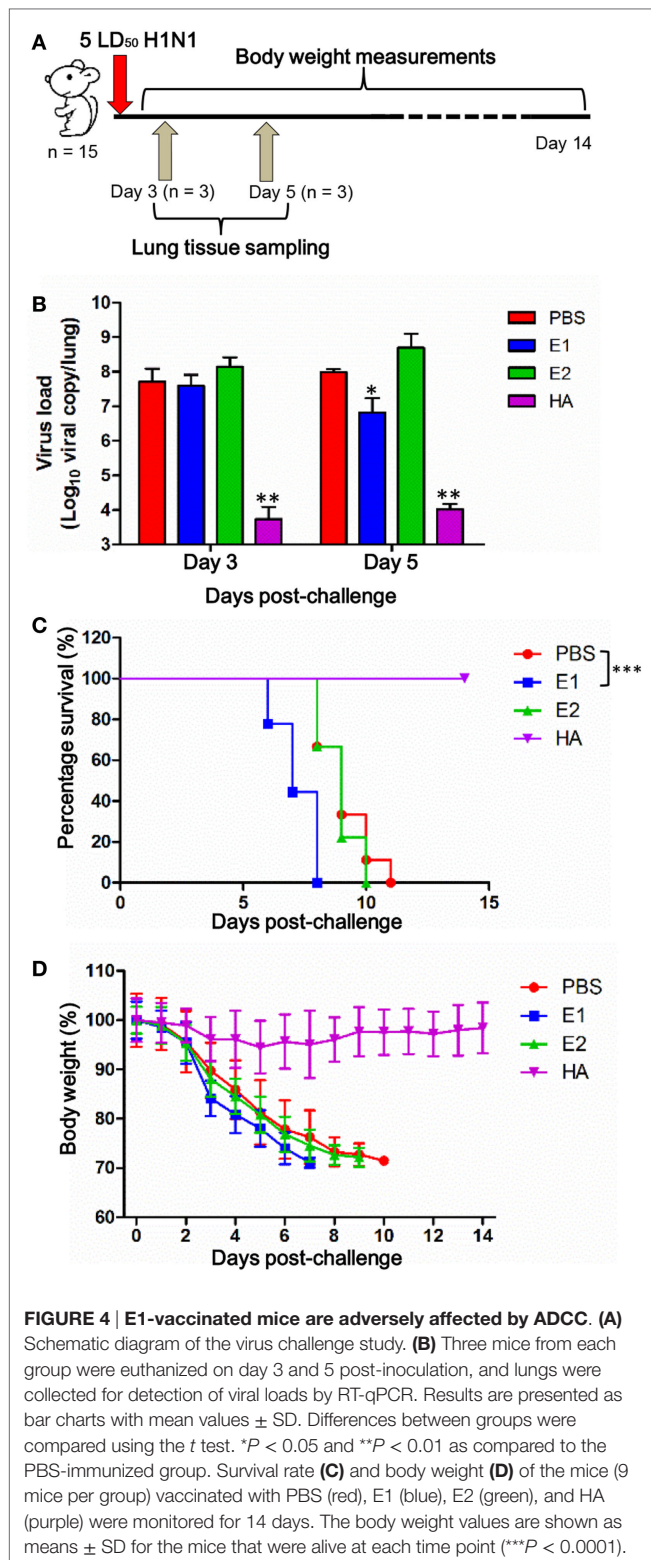 A
5 LD50 H1N1
Body weight measurements
n = 15
Day 14
Day 3 (n = 3)
Day 5 (n = 3)
Lung tissue sampling
B
Virus load
(Log10 viral copy/lung)
10
9
8
7
6
5
4
3
*
**
**
Day 3
Day 5
Days post-challenge
PBS
E1
E2
HA
C
Percentage survival (%)
120
100
80
60
40
20
0
0
5
10
15
Days post-challenge
PBS
E1
E2
HA
***
D
Body weight (%)
110
100
90
80
70
60
0
2
4
6
8
10
12
14
Days post-challenge
PBS
E1
E2
HA
FIGURE 4 | E1-vaccinated mice are adversely affected by ADCC. (A)
Schematic diagram of the virus challenge study. (B) Three mice from each
group were euthanized on day 3 and 5 post-inoculation, and lungs were
collected for detection of viral loads by RT-qPCR. Results are presented as
bar charts with mean values ± SD. Differences between groups were
compared using the t test. *P < 0.05 and **P < 0.01 as compared to the
PBS-immunized group. Survival rate (C) and body weight (D) of the mice (9
mice per group) vaccinated with PBS (red), E1 (blue), E2 (green), and HA
(purple) were monitored for 14 days. The body weight values are shown as
means ± SD for the mice that were alive at each time point (***P < 0.0001).